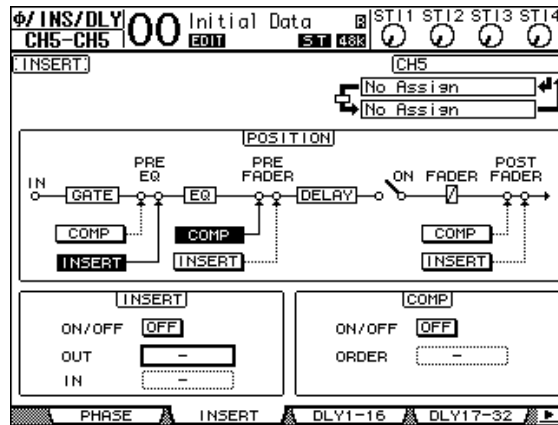 Φ/INS/DLY 00 Initial Data R STI1 STI2 STI3 STI4
CH5-CH5 EDIT ST 48k
INSERT CH5
No Assign
No Assign
POSITION
PRE EQ PRE FADER POST FADER
IN GATE EQ DELAY ON FADER
COMP COMP COMP
INSERT INSERT INSERT
INSERT COMP
ON/OFF OFF ON/OFF OFF
OUT - ORDER -
IN -
PHASE INSERT DLY1-16 DLY17-32